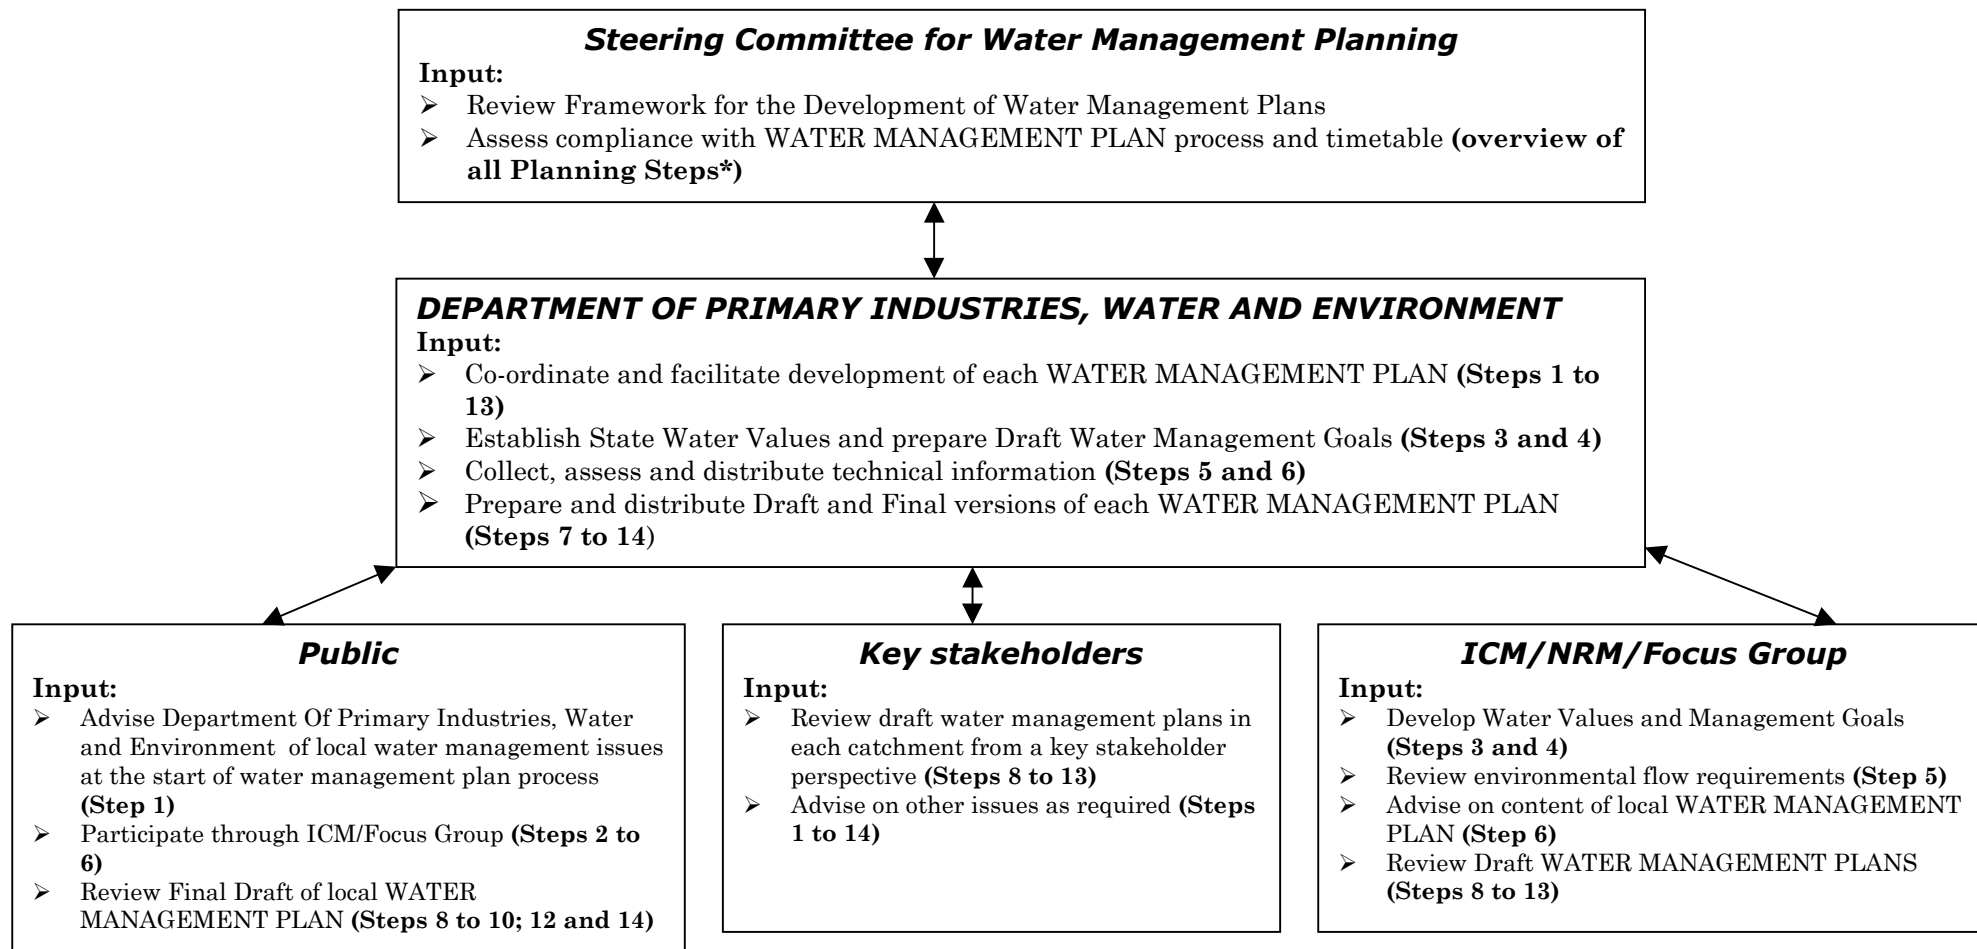 Steering Committee for Water Management Planning
Input:
➢ Review Framework for the Development of Water Management Plans
➢ Assess compliance with WATER MANAGEMENT PLAN process and timetable (overview of
all Planning Steps*)
DEPARTMENT OF PRIMARY INDUSTRIES, WATER AND ENVIRONMENT
Input:
➢ Co-ordinate and facilitate development of each WATER MANAGEMENT PLAN (Steps 1 to
13)
➢ Establish State Water Values and prepare Draft Water Management Goals (Steps 3 and 4)
➢ Collect, assess and distribute technical information (Steps 5 and 6)
➢ Prepare and distribute Draft and Final versions of each WATER MANAGEMENT PLAN
(Steps 7 to 14)
Public
Input:
➢ Advise Department Of Primary Industries, Water
and Environment of local water management issues
at the start of water management plan process
(Step 1)
➢ Participate through ICM/Focus Group (Steps 2 to
6)
➢ Review Final Draft of local WATER
MANAGEMENT PLAN (Steps 8 to 10; 12 and 14)
Key stakeholders
Input:
➢ Review draft water management plans in
each catchment from a key stakeholder
perspective (Steps 8 to 13)
➢ Advise on other issues as required (Steps
1 to 14)
ICM/NRM/Focus Group
Input:
➢ Develop Water Values and Management Goals
(Steps 3 and 4)
➢ Review environmental flow requirements (Step 5)
➢ Advise on content of local WATER MANAGEMENT
PLAN (Step 6)
➢ Review Draft WATER MANAGEMENT PLANS
(Steps 8 to 13)